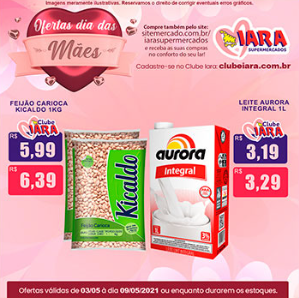 Imagens meramente ilustrativas. Reservamos o direito de corrigir eventuais erros gráficos.
Ofertas dia das
Mães
Compre também pelo site:
sitemercado.com.br/
iarasupermercados
e receba as suas compras
no conforto do seu lar!
IARA
SUPERMERCADOS
Cadastre-se no Clube Iara: clubeiara.com.br
FEIJÃO CARIOCA
KICALDO 1KG
Clube
IARA
R$ 5,99
R$ 6,39
Kicaldo
Feijão Carioca
LEITE AURORA
INTEGRAL 1L
Clube
IARA
R$ 3,19
R$ 3,29
aurora
Integral
Ofertas válidas de 03/05 à dia 09/05/2021 ou enquanto durarem os estoques.